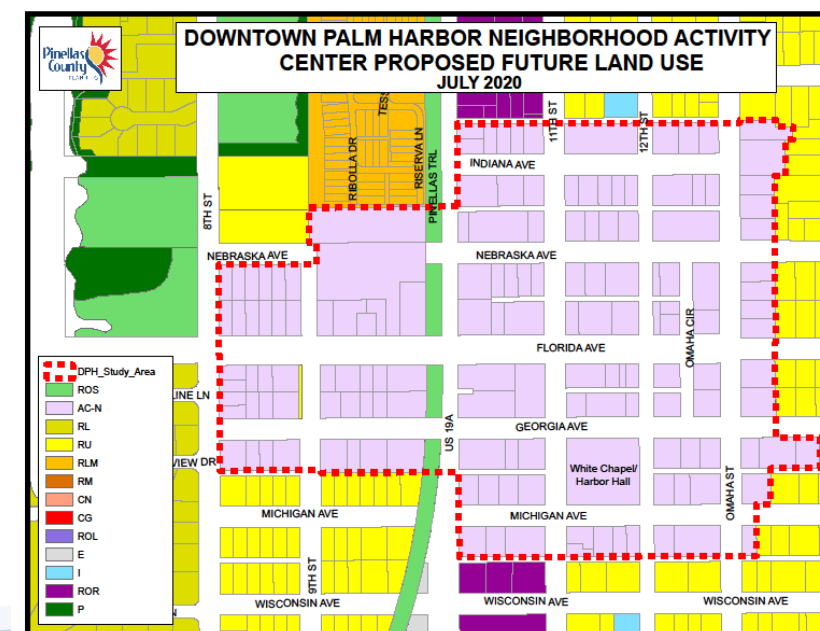 Pinellas
County
PLANNING
DOWNTOWN PALM HARBOR NEIGHBORHOOD ACTIVITY
CENTER PROPOSED FUTURE LAND USE
JULY 2020
TESS
RIBOLLA DR
RISERVA LN
PINELLAS TRL
11TH ST
12TH ST
INDIANA AVE
8TH ST
NEBRASKA AVE
NEBRASKA AVE
FLORIDA AVE
OMAHA CIR
LINE LN
US 19A
GEORGIA AVE
VIEW DR
White Chapel/
Harbor Hall
OMAHA ST
MICHIGAN AVE
MICHIGAN AVE
9TH ST
WISCONSIN AVE
WISCONSIN AVE
WISCONSIN AVE
DPH_Study_Area
ROS
AC-N
RL
RU
RLM
RM
CN
CG
ROL
E
I
ROR
P